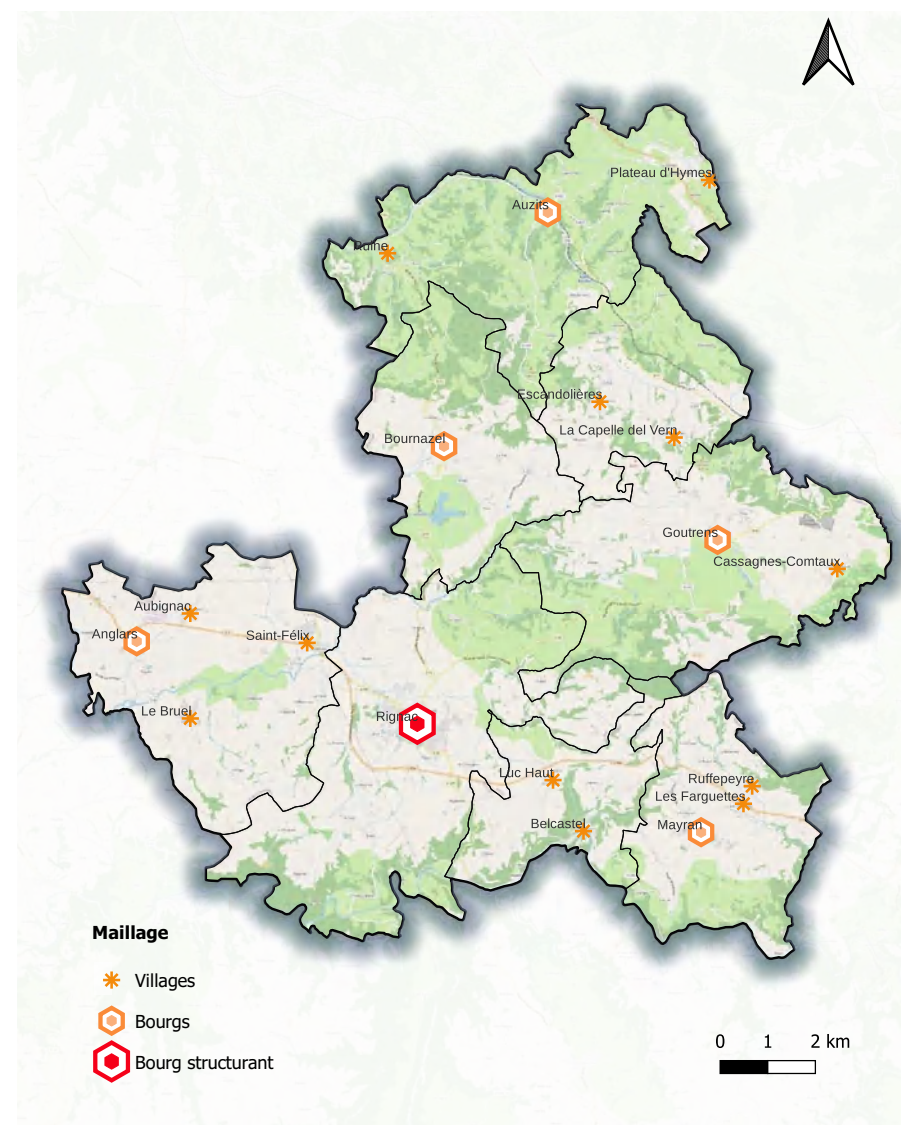 Plateau d'Hymes
Auzits
Ruine
Escandolières
La Capelle del Vern
Bournazel
Goutrens
Cassagnes-Comtaux
Aubignac
Anglars
Saint-Félix
Le Bruel
Rignac
Luc Haut
Ruffepeyre
Les Farguettes
Belcastel
Mayran
Maillage
Villages
Bourgs
Bourg structurant
0 1 2 km